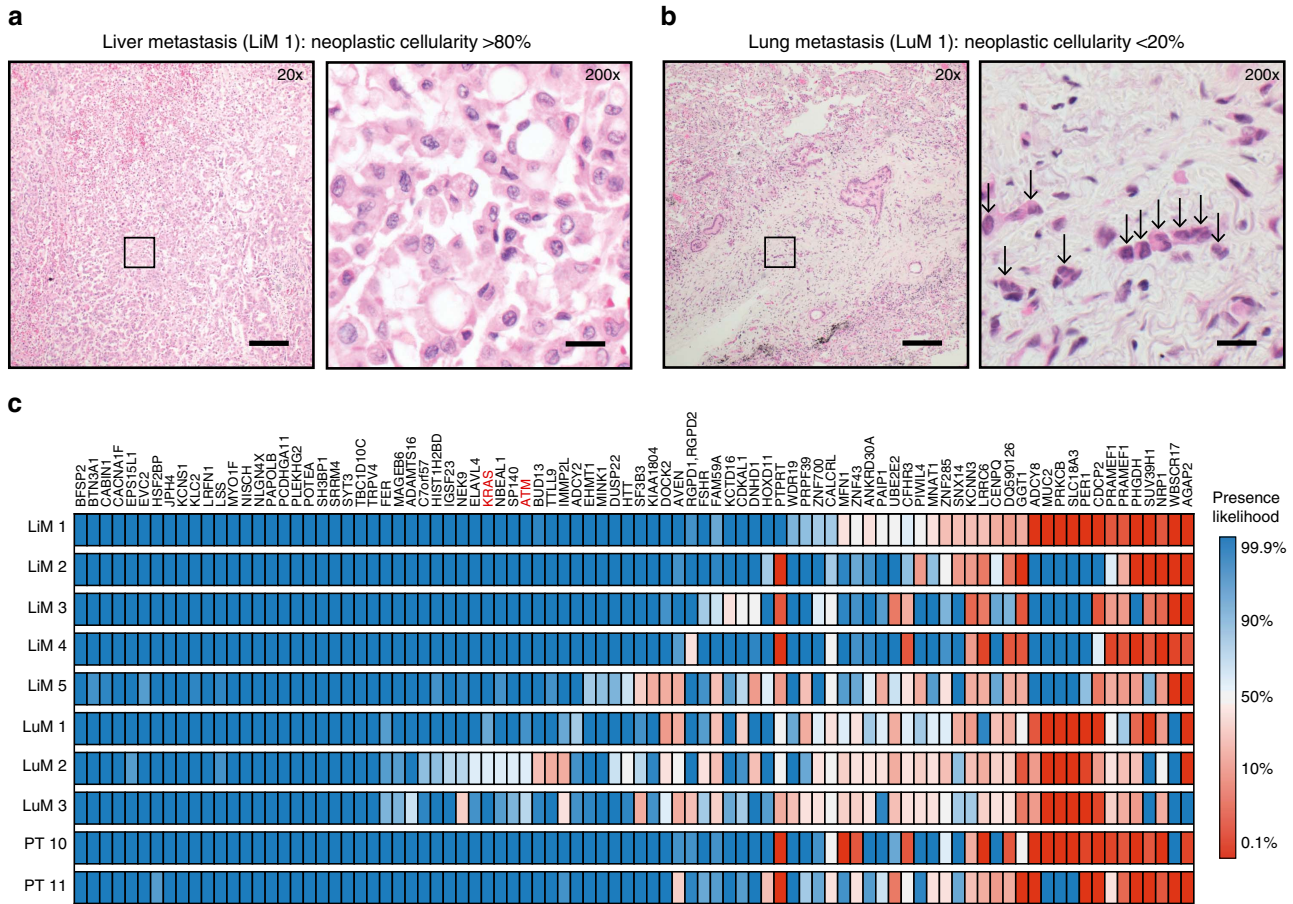 a
Liver metastasis (LiM 1): neoplastic cellularity >80%
20x
200x
b
Lung metastasis (LuM 1): neoplastic cellularity <20%
20x
200x
c
BFSP2
BTN3A1
CABIN1
CACNA1F
EPS15L1
EVC2
HSF2BP
JPH4
KCNS1
KLC2
LRFN1
LSS
MYO1F
NISCH
NLGN4X
PAPOLB
PCDHGA11
PEK9
PLEKHG2
POTEA
SH3BP1
SRRM4
SYT3
TBC1D10C
TRPV4
FER
MAGEB6
ADAMTS16
C7orf57
HIST1H2BD
IGSF23
DSK9
ELAVL4
KRAS
NBEAL1
SP140
ATM
BUD13
TTLL9
IMMP2L
ADCY2
EHMT1
MINK1
DUSP22
HTT
SF3B3
KIAA1804
DOCK2
AVEN
RGPD1,RGPD2
FSHR
FAM59A
KCTD16
CDKAL1
DNHD1
HOXD11
PTPRT
WDR19
PRPF39
ZNF700
CALCRL
MFN1
ZNF43
ANKRD30A
PAIP1
UBE2E2
CFHR3
PIWIL4
MNAT1
ZNF285
SNX14
KCNN3
LRRC6
CENPQ
DQ590126
GGT1
ADCY8
MUC2
PRKCB
SLC18A3
PER1
CDCP2
PRAMEF1
PRAMEF1
PHGDH
SUV39H1
NRP1
WBSCR17
AGAP2
Presence
likelihood
LiM 1
LiM 2
LiM 3
LiM 4
LiM 5
LuM 1
LuM 2
LuM 3
PT 10
PT 11
99.9%
90%
50%
10%
0.1%